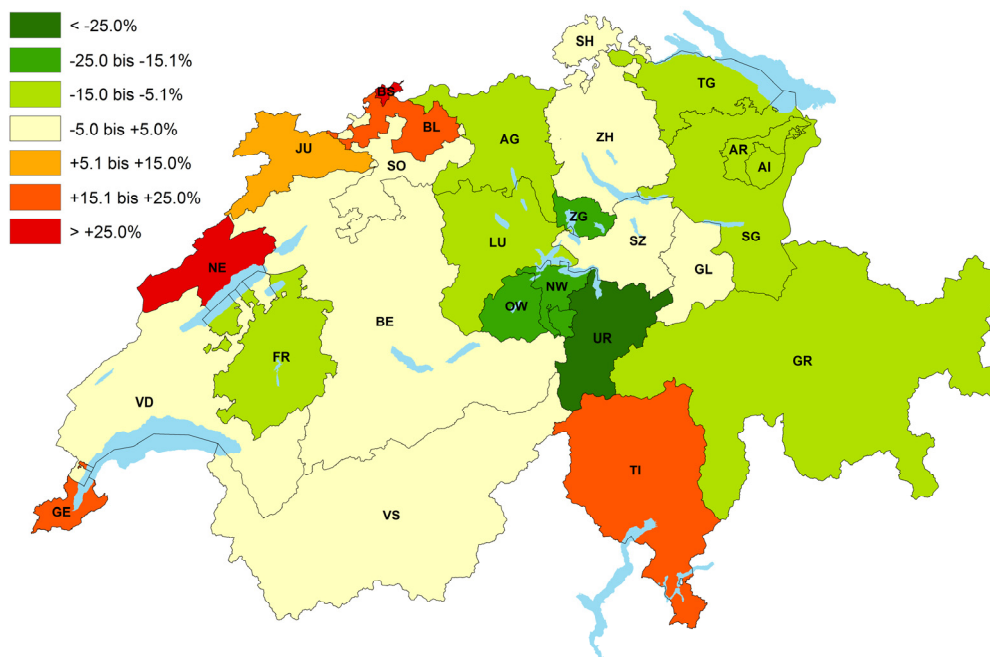 < -25.0%
-25.0 bis -15.1%
-15.0 bis -5.1%
-5.0 bis +5.0%
+5.1 bis +15.0%
+15.1 bis +25.0%
> +25.0%
SH
BS
TG
BL
JU
AG
ZH
SO
AR
AI
ZG
LU
SZ
SG
GL
NE
NW
OW
BE
UR
FR
GR
VD
TI
GE
VS